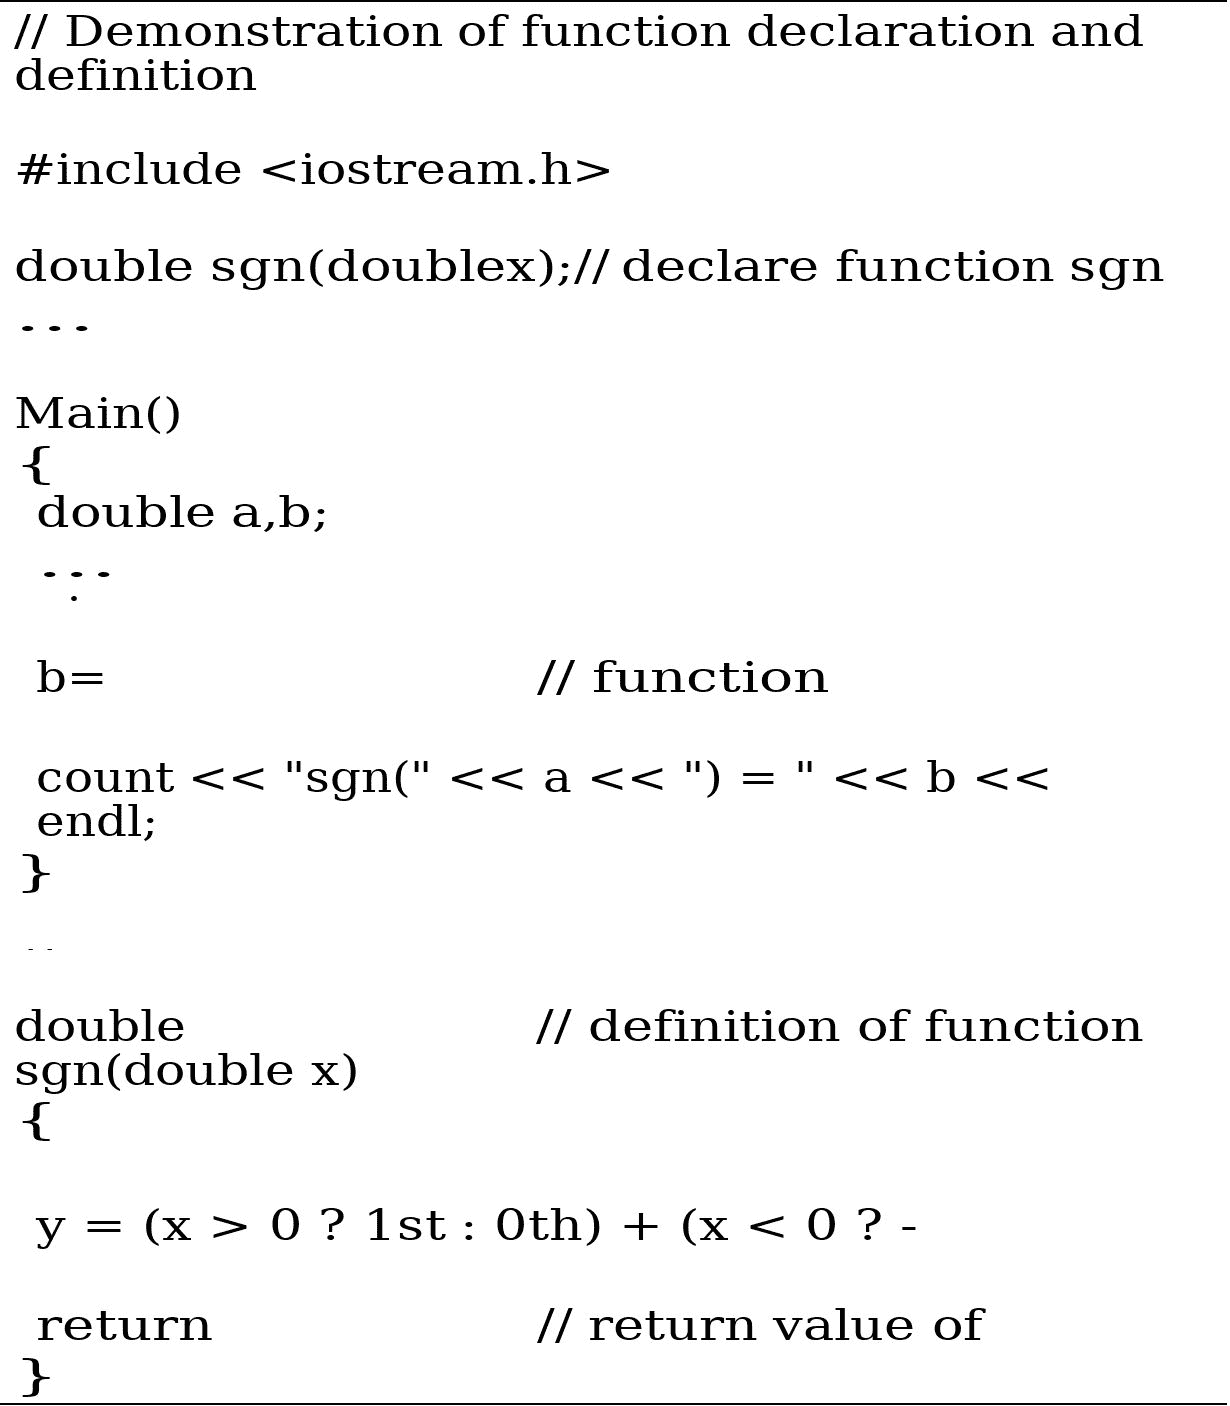 // Demonstration of function declaration and
definition
#include <iostream.h>
double sgn(doublex);// declare function sgn
...
Main()
{
double a,b;
...
.
b= // function
count << "sgn(" << a << ") = " << b <<
endl;
}
..
double // definition of function
sgn(double x)
{
y = (x > 0 ? 1st : 0th) + (x < 0 ? -
return // return value of
}